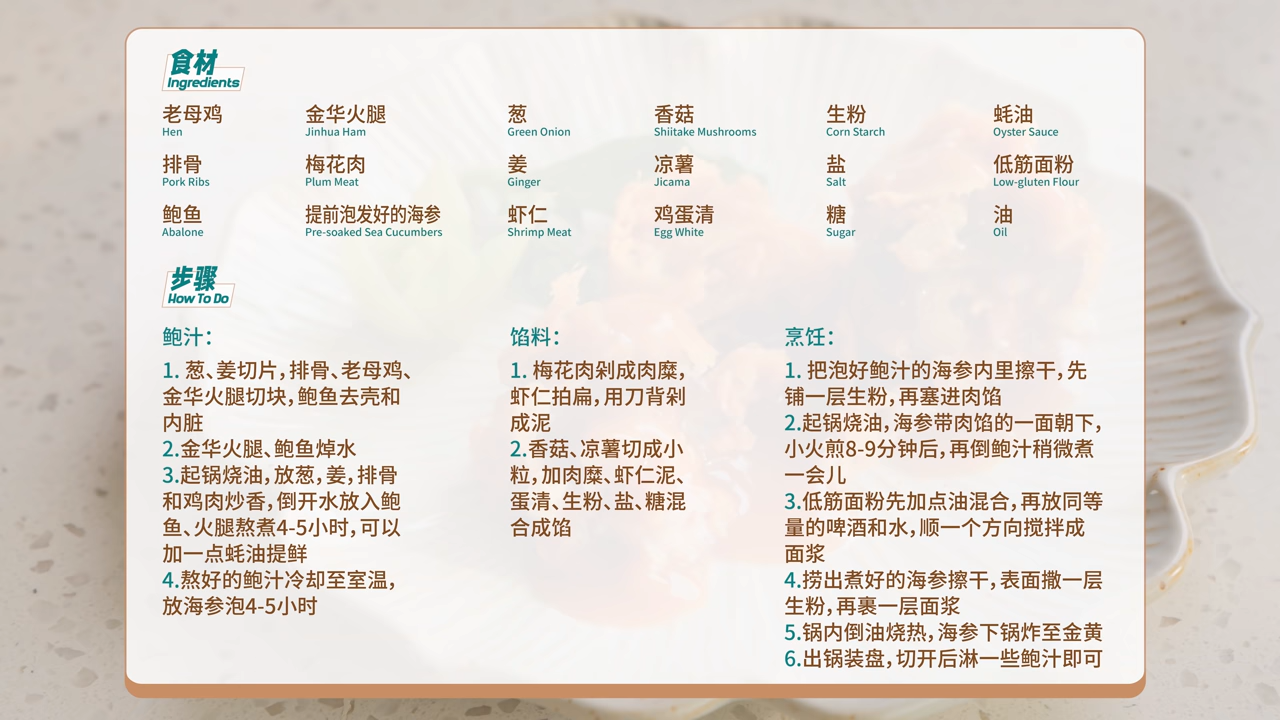 食材
Ingredients
老母鸡 金华火腿 葱 香菇 生粉 蚝油
Hen Jinhua Ham Green Onion Shiitake Mushrooms Corn Starch Oyster Sauce
排骨 梅花肉 姜 凉薯 盐 低筋面粉
Pork Ribs Plum Meat Ginger Jicama Salt Low-gluten Flour
鲍鱼 提前泡发好的海参 虾仁 鸡蛋清 糖 油
Abalone Pre-soaked Sea Cucumbers Shrimp Meat Egg White Sugar Oil
步骤
How To Do
鲍汁：
1. 葱、姜切片，排骨、老母鸡、
金华火腿切块，鲍鱼去壳和
内脏
2.金华火腿、鲍鱼焯水
3.起锅烧油，放葱，姜，排骨
和鸡肉炒香，倒开水放入鲍
鱼、火腿熬煮4-5小时，可以
加一点蚝油提鲜
4.熬好的鲍汁冷却至室温，
放海参泡4-5小时
馅料：
1. 梅花肉剁成肉糜，
虾仁拍扁，用刀背剁
成泥
2.香菇、凉薯切成小
粒，加肉糜、虾仁泥、
蛋清、生粉、盐、糖混
合成馅
烹饪：
1. 把泡好鲍汁的海参内里擦干，先
铺一层生粉，再塞进肉馅
2.起锅烧油，海参带肉馅的一面朝下，
小火煎8-9分钟后，再倒鲍汁稍微煮
一会儿
3.低筋面粉先加点油混合，再放同等
量的啤酒和水，顺一个方向搅拌成
面浆
4.捞出煮好的海参擦干，表面撒一层
生粉，再裹一层面浆
5.锅内倒油烧热，海参下锅炸至金黄
6.出锅装盘，切开后淋一些鲍汁即可